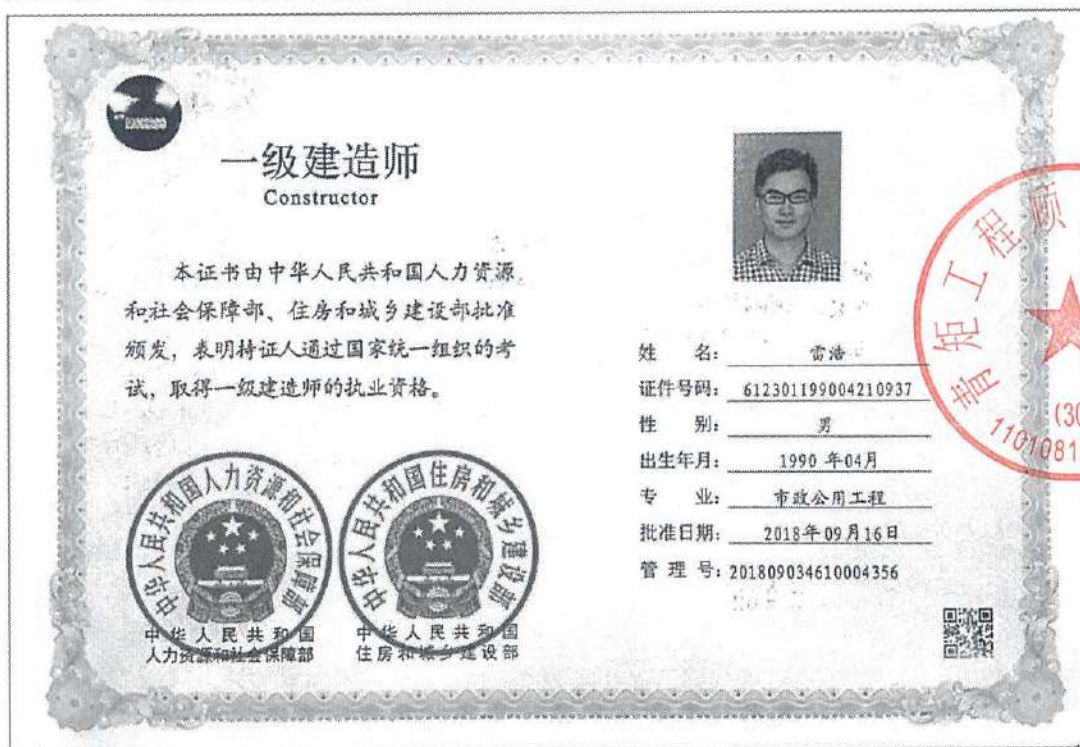 一级建造师
Constructor
本证书由中华人民共和国人力资源
和社会保障部、住房和城乡建设部批准
颁发，表明持证人通过国家统一组织的考
试，取得一级建造师的执业资格。
中华人民共和国人力资源和社会保障部
中华人民共和国
人力资源和社会保障部
中华人民共和国住房和城乡建设部
中华人民共和国
住房和城乡建设部
姓 名： 雷浩
证件号码： 612301199004210937
性 别： 男
出生年月： 1990 年04月
专 业： 市政公用工程
批准日期： 2018年09月16日
管 理 号： 201809034610004356
青矩工程顾
(30
1101081